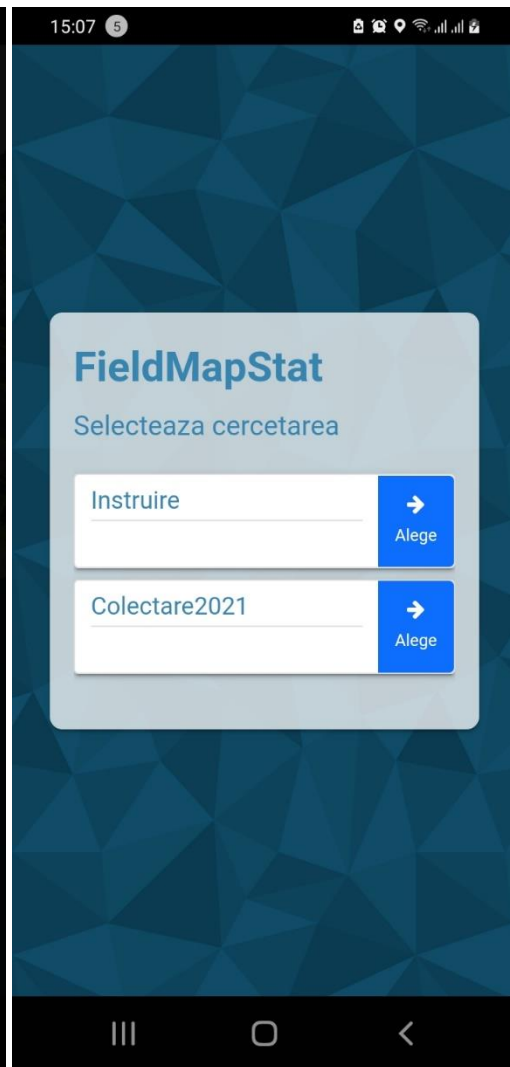 15:07 5
FieldMapStat
Selecteaza cercetarea
Instruire
Alege
Colectare2021
Alege